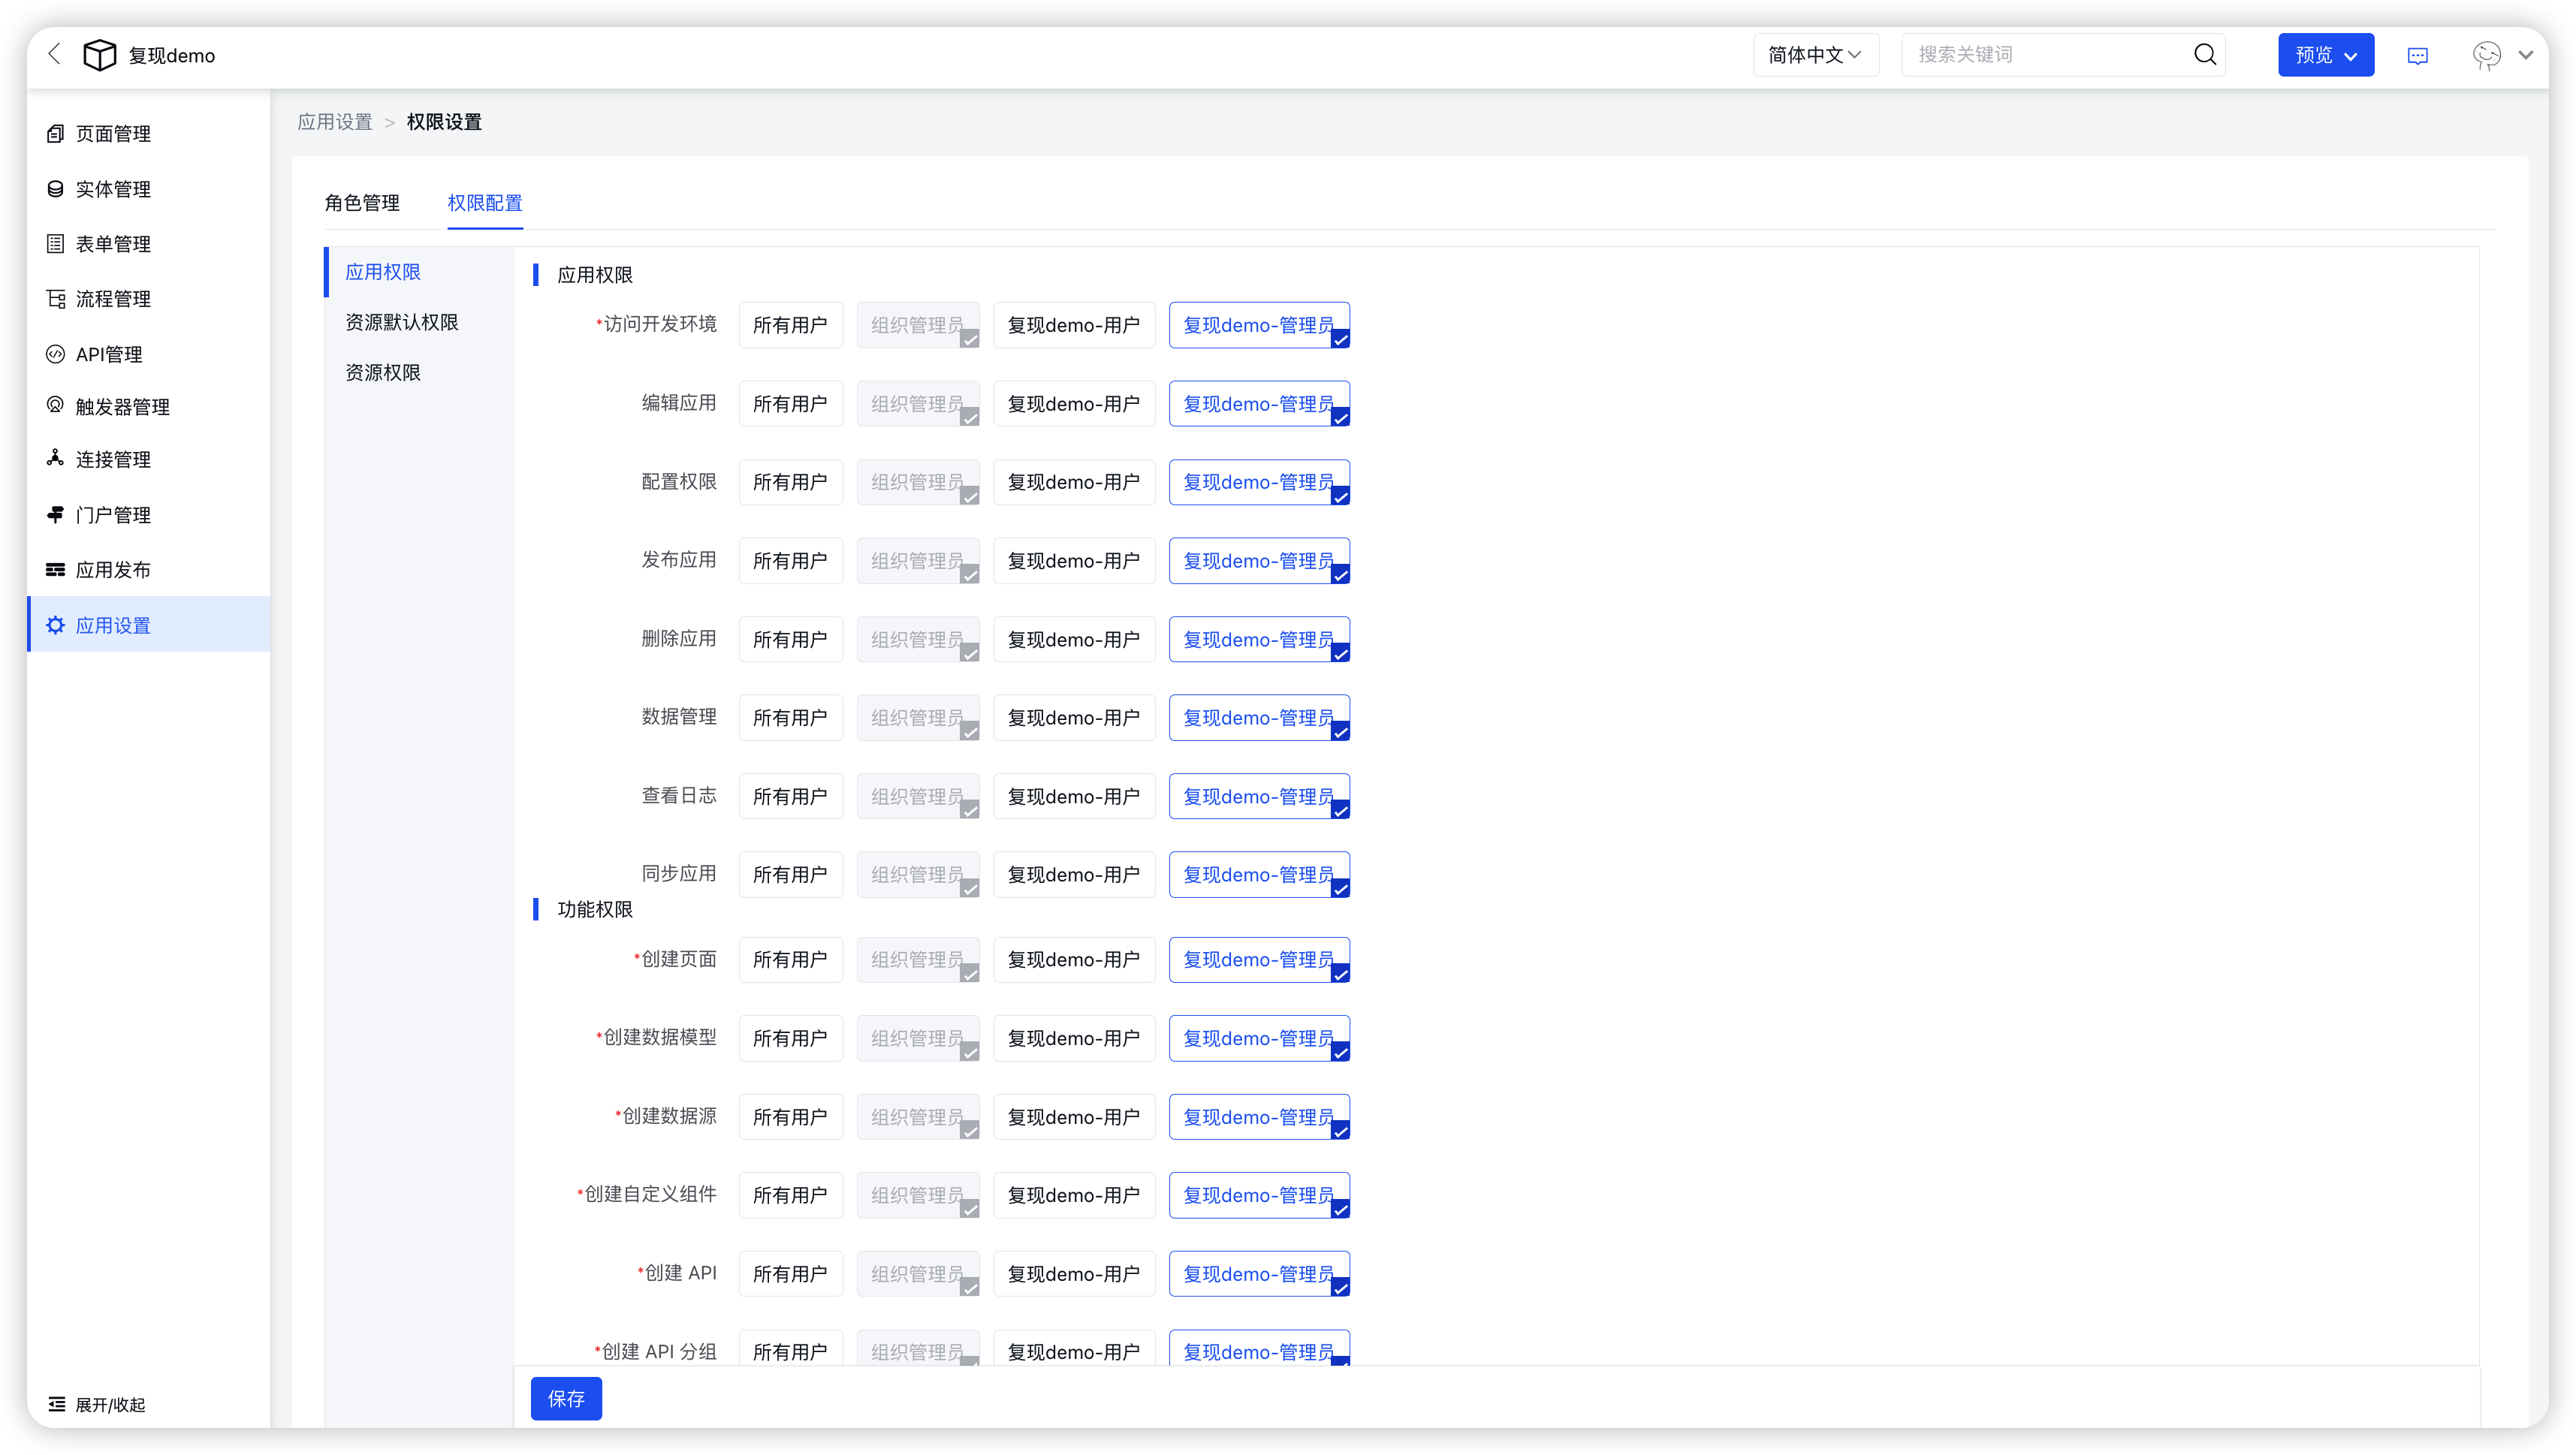 复现demo
简体中文
搜索关键词
预览
页面管理
实体管理
表单管理
流程管理
API管理
触发器管理
连接管理
门户管理
应用发布
应用设置
展开/收起
应用设置 > 权限设置
角色管理 权限配置
应用权限
资源默认权限
资源权限
应用权限
*访问开发环境 所有用户 组织管理员 复现demo-用户 复现demo-管理员
编辑应用 所有用户 组织管理员 复现demo-用户 复现demo-管理员
配置权限 所有用户 组织管理员 复现demo-用户 复现demo-管理员
发布应用 所有用户 组织管理员 复现demo-用户 复现demo-管理员
删除应用 所有用户 组织管理员 复现demo-用户 复现demo-管理员
数据管理 所有用户 组织管理员 复现demo-用户 复现demo-管理员
查看日志 所有用户 组织管理员 复现demo-用户 复现demo-管理员
同步应用 所有用户 组织管理员 复现demo-用户 复现demo-管理员
功能权限
*创建页面 所有用户 组织管理员 复现demo-用户 复现demo-管理员
*创建数据模型 所有用户 组织管理员 复现demo-用户 复现demo-管理员
*创建数据源 所有用户 组织管理员 复现demo-用户 复现demo-管理员
*创建自定义组件 所有用户 组织管理员 复现demo-用户 复现demo-管理员
*创建 API 所有用户 组织管理员 复现demo-用户 复现demo-管理员
*创建 API 分组 所有用户 组织管理员 复现demo-用户 复现demo-管理员
保存